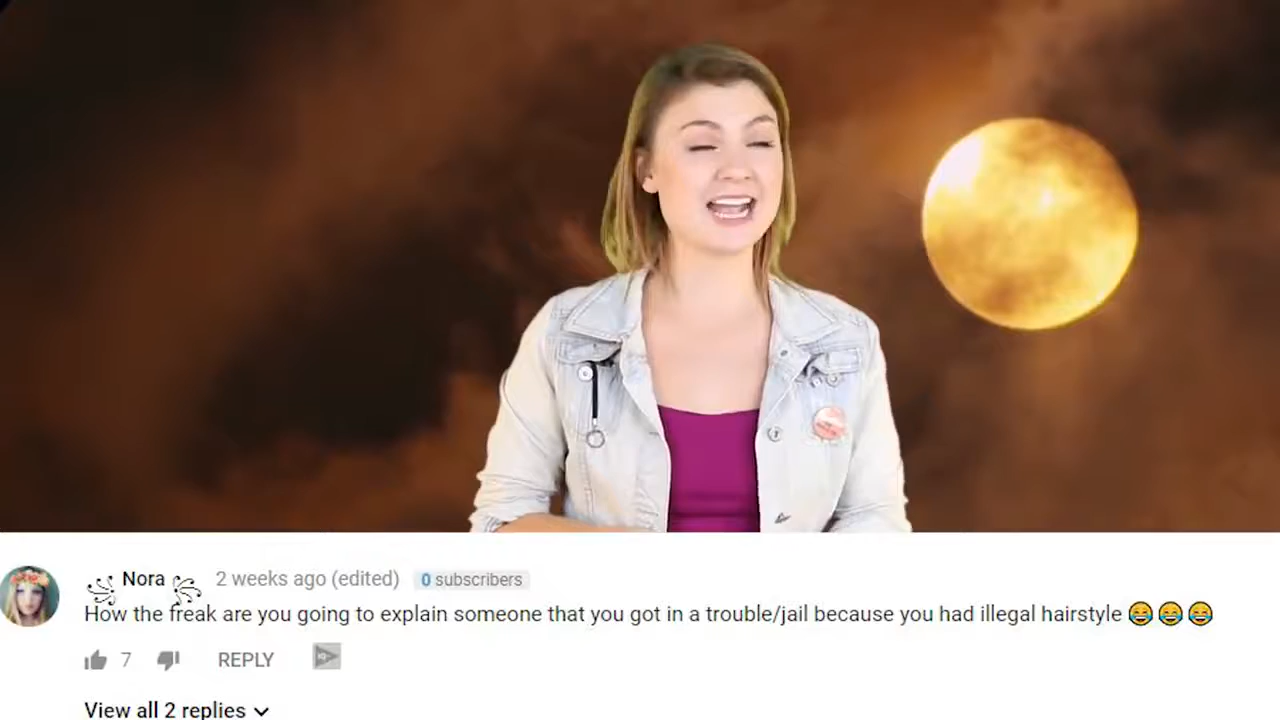 Nora 2 weeks ago (edited) 0 subscribers
How the freak are you going to explain someone that you got in a trouble/jail because you had illegal hairstyle 😂😂😂
7 REPLY
View all 2 replies